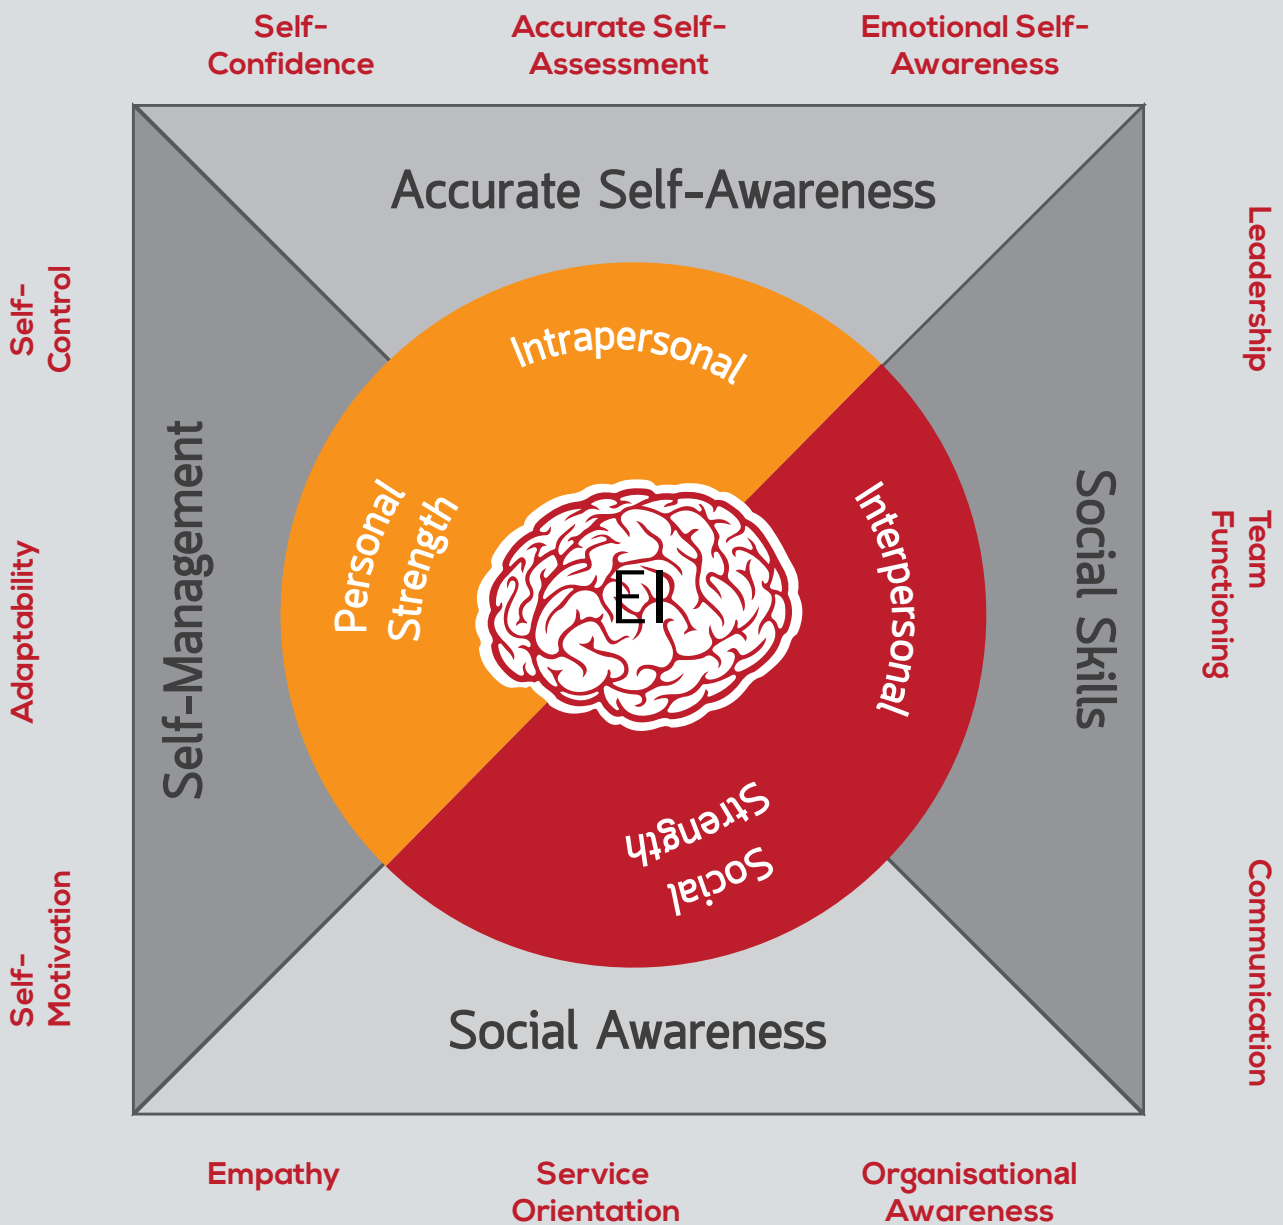 Self-
Confidence
Accurate Self-
Assessment
Emotional Self-
Awareness
Accurate Self-Awareness
Self-
Control
Adaptability
Self-
Motivation
Self-Management
Intrapersonal
Personal
Strength
EI
Interpersonal
Social
Strength
Social Skills
Leadership
Team
Functioning
Communication
Social Awareness
Empathy
Service
Orientation
Organisational
Awareness